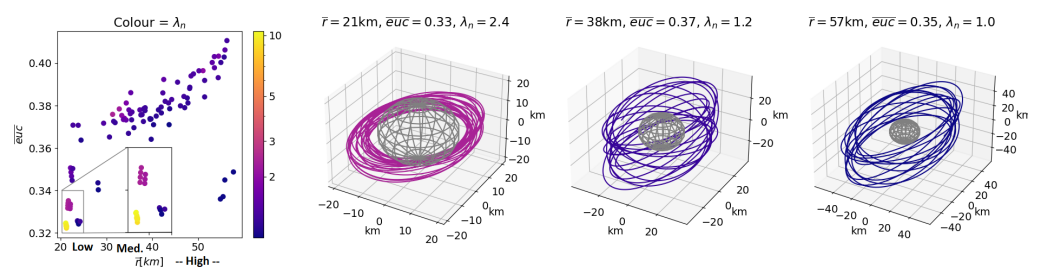 Colour = λₙ
0.40
0.38
0.36
0.34
0.32
euc̅
20 30 40 50
Low Med. -- High --
r̅[km]
10
5
3
2
r̅ = 21km, e̅u̅c̅ = 0.33, λₙ = 2.4
20
10
0 km
−10
−20
−20
−10
0
10
20
km
−20
−10
0
10
20
km
r̅ = 38km, e̅u̅c̅ = 0.37, λₙ = 1.2
20
0 km
−20
−20
0
20
km
−20
0
20
km
r̅ = 57km, e̅u̅c̅ = 0.35, λₙ = 1.0
40
20
0 km
−20
−40
−40
−20
0
20
40
km
−40
−20
0
20
40
km